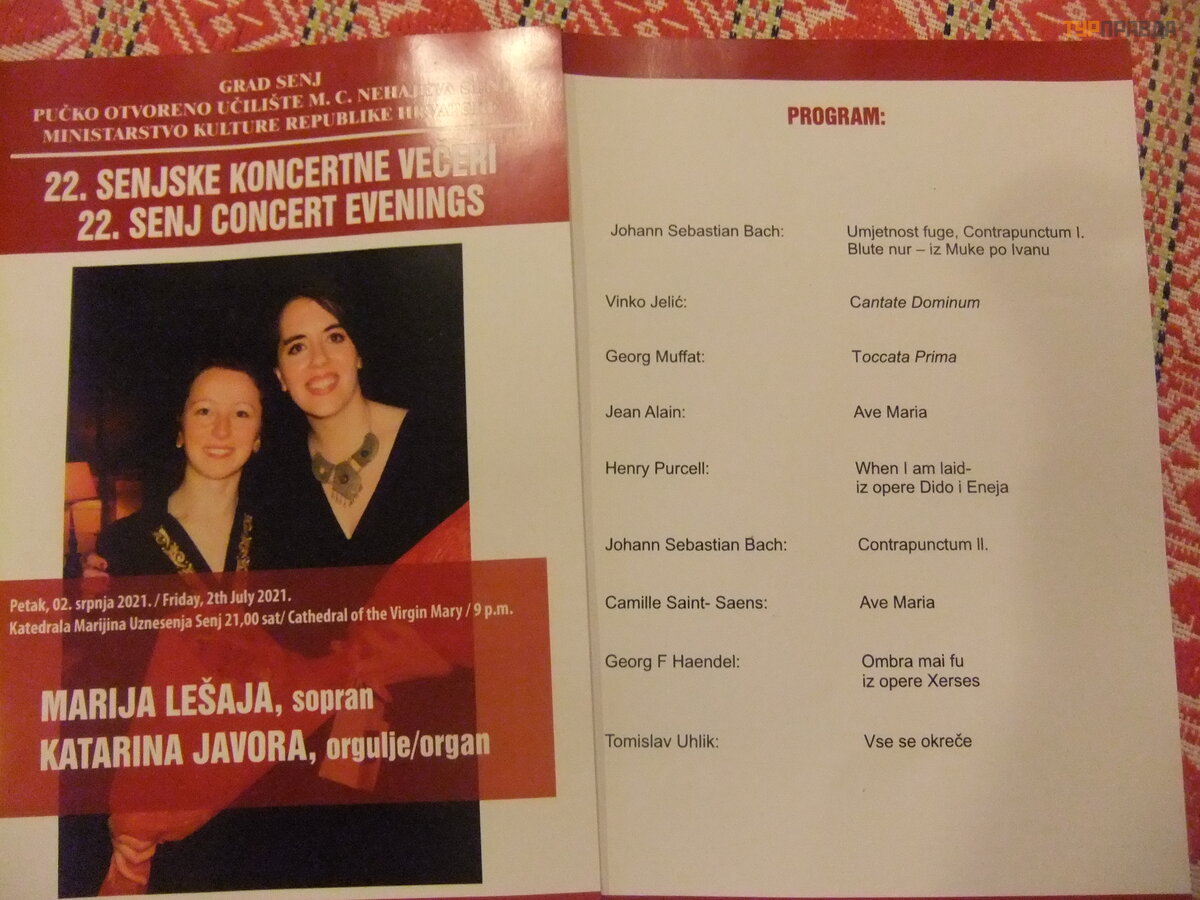 ТУРПРАВДА
GRAD SENJ
PUČKO OTVORENO UČILIŠTE M. C. NEHAJEVA SENJ
MINISTARSTVO KULTURE REPUBLIKE HRVATSKE
22. SENJSKE KONCERTNE VEČERI
22. SENJ CONCERT EVENINGS
Petak, 02. srpnja 2021. / Friday, 2th July 2021.
Katedrala Marijina Uznesenja Senj 21,00 sat/ Cathedral of the Virgin Mary / 9 p.m.
MARIJA LEŠAJA, sopran
KATARINA JAVORA, orgulje/organ
PROGRAM:
Johann Sebastian Bach: Umjetnost fuge, Contrapunctum I.
Blute nur – iz Muke po Ivanu
Vinko Jelić: Cantate Dominum
Georg Muffat: Toccata Prima
Jean Alain: Ave Maria
Henry Purcell: When I am laid-
iz opere Dido i Eneja
Johann Sebastian Bach: Contrapunctum II.
Camille Saint- Saens: Ave Maria
Georg F Haendel: Ombra mai fu
iz opere Xerses
Tomislav Uhlik: Vse se okreče